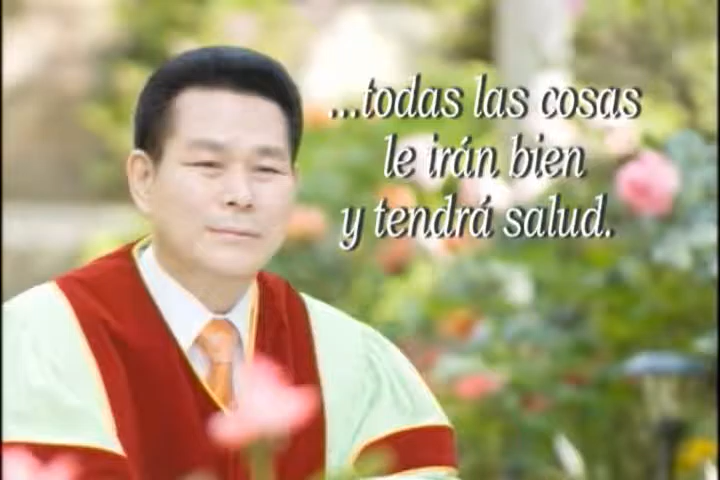 ...todas las cosas
le irán bien
y tendrá salud.